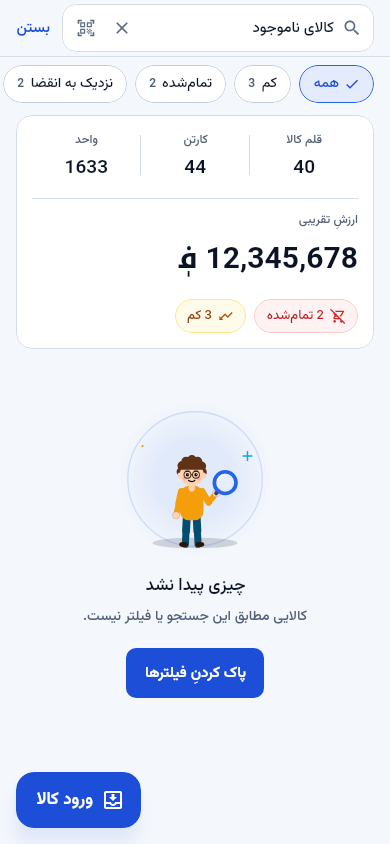 کالای ناموجود
بستن
همه
کم 3
تمام‌شده 2
نزدیک به انقضا 2
قلم کالا
کارتن
واحد
40
44
1633
ارزش تقریبی
12,345,678 ؋
2 تمام‌شده
3 کم
چیزی پیدا نشد
کالایی مطابق این جستجو یا فیلتر نیست.
پاک کردنِ فیلترها
ورود کالا